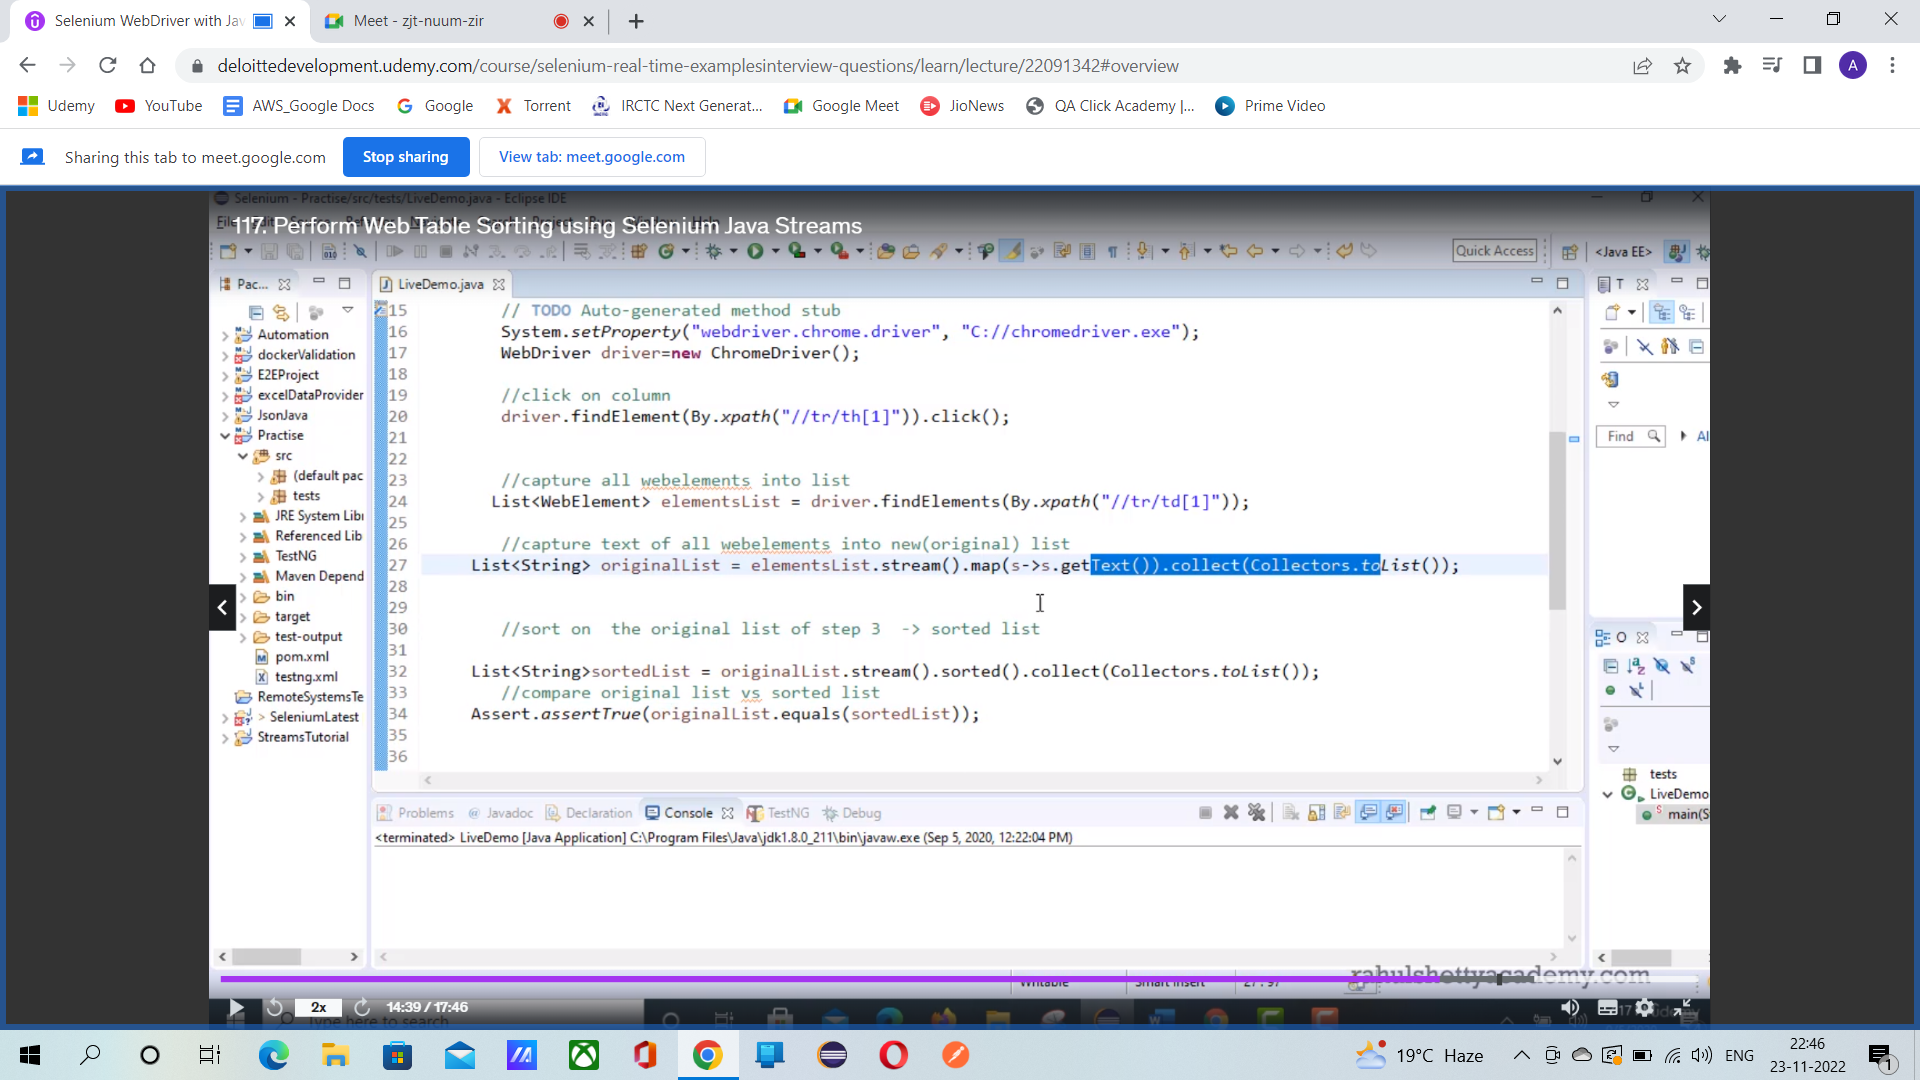 Selenium WebDriver with Jav
Meet - zjt-nuum-zir
deloittedevelopment.udemy.com/course/selenium-real-time-examplesinterview-questions/learn/lecture/22091342#overview
A
Udemy YouTube AWS_Google Docs Google Torrent IRCTC Next Generat... Google Meet JioNews QA Click Academy |... Prime Video
Sharing this tab to meet.google.com Stop sharing View tab: meet.google.com
Selenium - Practise/src/tests/LiveDemo.java - Eclipse IDE
117. Perform Web Table Sorting using Selenium Java Streams
Quick Access <Java EE>
Pac... LiveDemo.java T
Automation
dockerValidation
E2EProject
excelDataProvider
JsonJava
Practise
src
(default pac
tests
JRE System Libr
Referenced Lib
TestNG
Maven Depend
bin
target
test-output
pom.xml
testng.xml
RemoteSystemsTe
> SeleniumLatest
StreamsTutorial
15 // TODO Auto-generated method stub
16 System.setProperty("webdriver.chrome.driver", "C://chromedriver.exe");
17 WebDriver driver=new ChromeDriver();
18
19 //click on column
20 driver.findElement(By.xpath("//tr/th[1]")).click();
21
22
23 //capture all webelements into list
24 List<WebElement> elementsList = driver.findElements(By.xpath("//tr/td[1]"));
25
26 //capture text of all webelements into new(original) list
27 List<String> originalList = elementsList.stream().map(s->s.getText()).collect(Collectors.toList());
28
29
30 //sort on the original list of step 3 -> sorted list
31
32 List<String>sortedList = originalList.stream().sorted().collect(Collectors.toList());
33 //compare original list vs sorted list
34 Assert.assertTrue(originalList.equals(sortedList));
35
36
Find Al
O
tests
LiveDemo
main(S
Problems @ Javadoc Declaration Console TestNG Debug
<terminated> LiveDemo [Java Application] C:\Program Files\Java\jdk1.8.0_211\bin\javaw.exe (Sep 5, 2020, 12:22:04 PM)
rahulshettyacademy.com
Writable Smart Insert 27 : 97
2x 14:39 / 17:46
Type here to search
19°C Haze ENG 22:46
23-11-2022
1